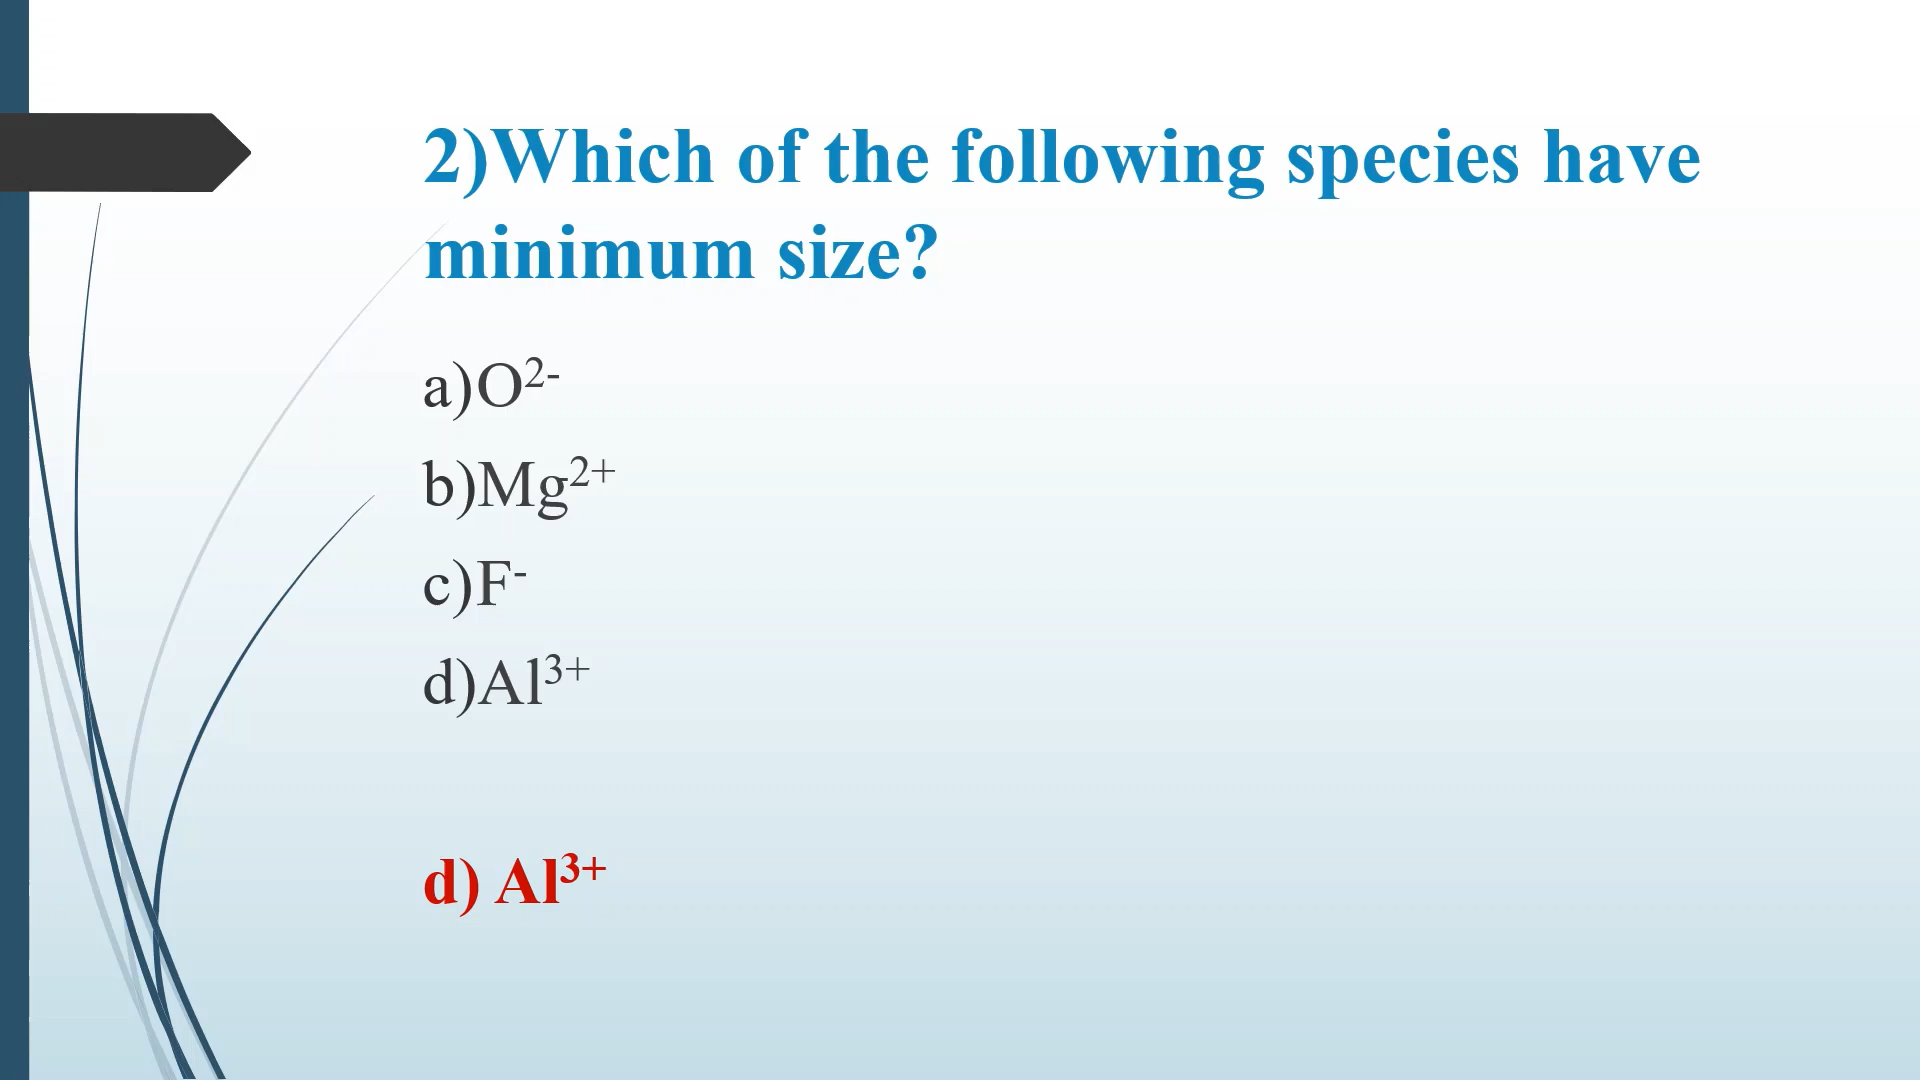 2)Which of the following species have
minimum size?
a)O²⁻
b)Mg²⁺
c)F⁻
d)Al³⁺
d) Al³⁺